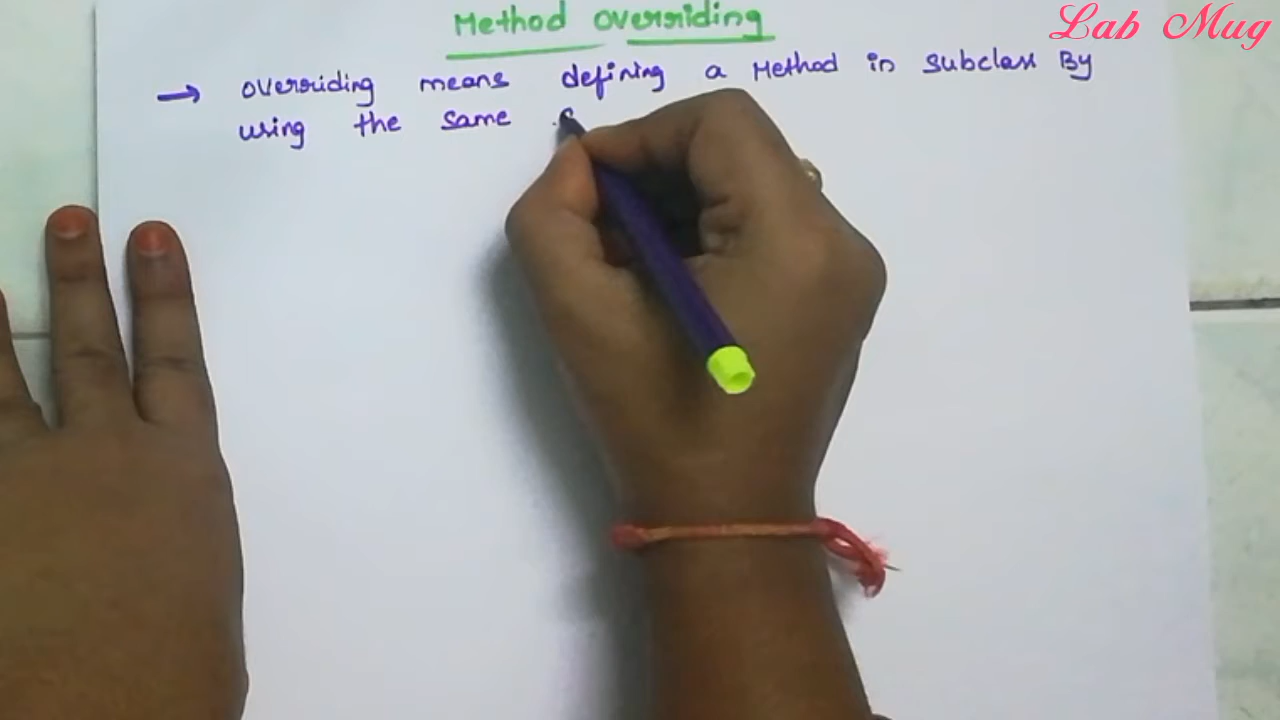 Method overriding
Lab Mug
→ overriding means defining a Method in subclass By
using the same